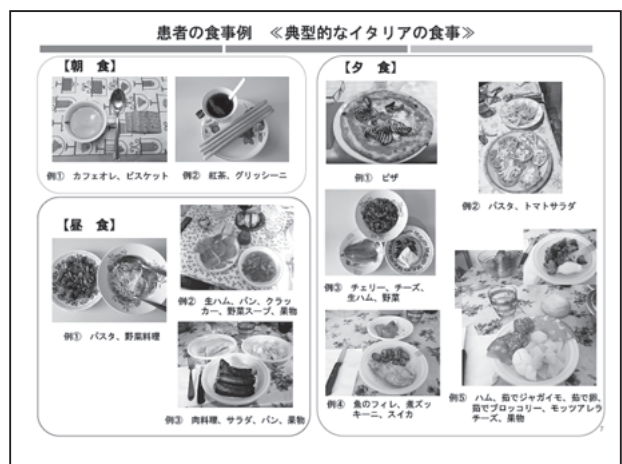 患者の食事例 ≪典型的なイタリアの食事≫
【朝 食】
例① カフェオレ、ビスケット
例② 紅茶、グリッシーニ
【昼 食】
例① パスタ、野菜料理
例② 生ハム、パン、クラッ
カー、野菜スープ、果物
例③ 肉料理、サラダ、パン、果物
【夕 食】
例① ピザ
例② パスタ、トマトサラダ
例③ チェリー、チーズ、
生ハム、野菜
例④ 魚のフィレ、煮ズッ
キーニ、スイカ
例⑤ ハム、茹でジャガイモ、茹で卵、
茹でブロッコリー、モッツアレラ
チーズ、果物
7